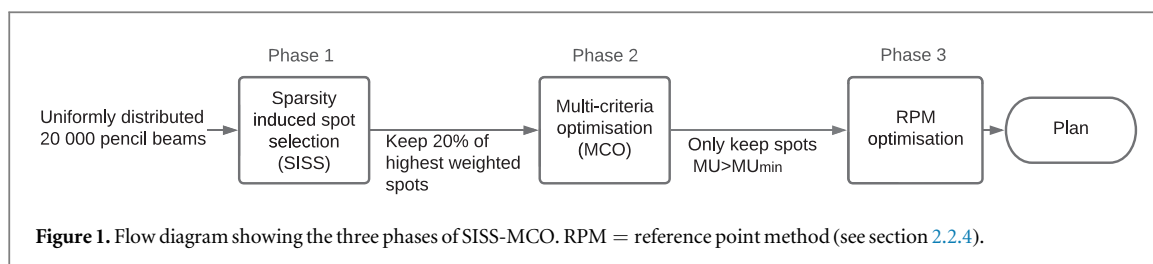 Phase 1
Phase 2
Phase 3
Uniformly distributed
20 000 pencil beams
Sparsity
induced spot
selection
(SISS)
Keep 20% of
highest weighted
spots
Multi-criteria
optimisation
(MCO)
Only keep spots
MU>MUmin
RPM
optimisation
Plan
Figure 1. Flow diagram showing the three phases of SISS-MCO. RPM = reference point method (see section 2.2.4).